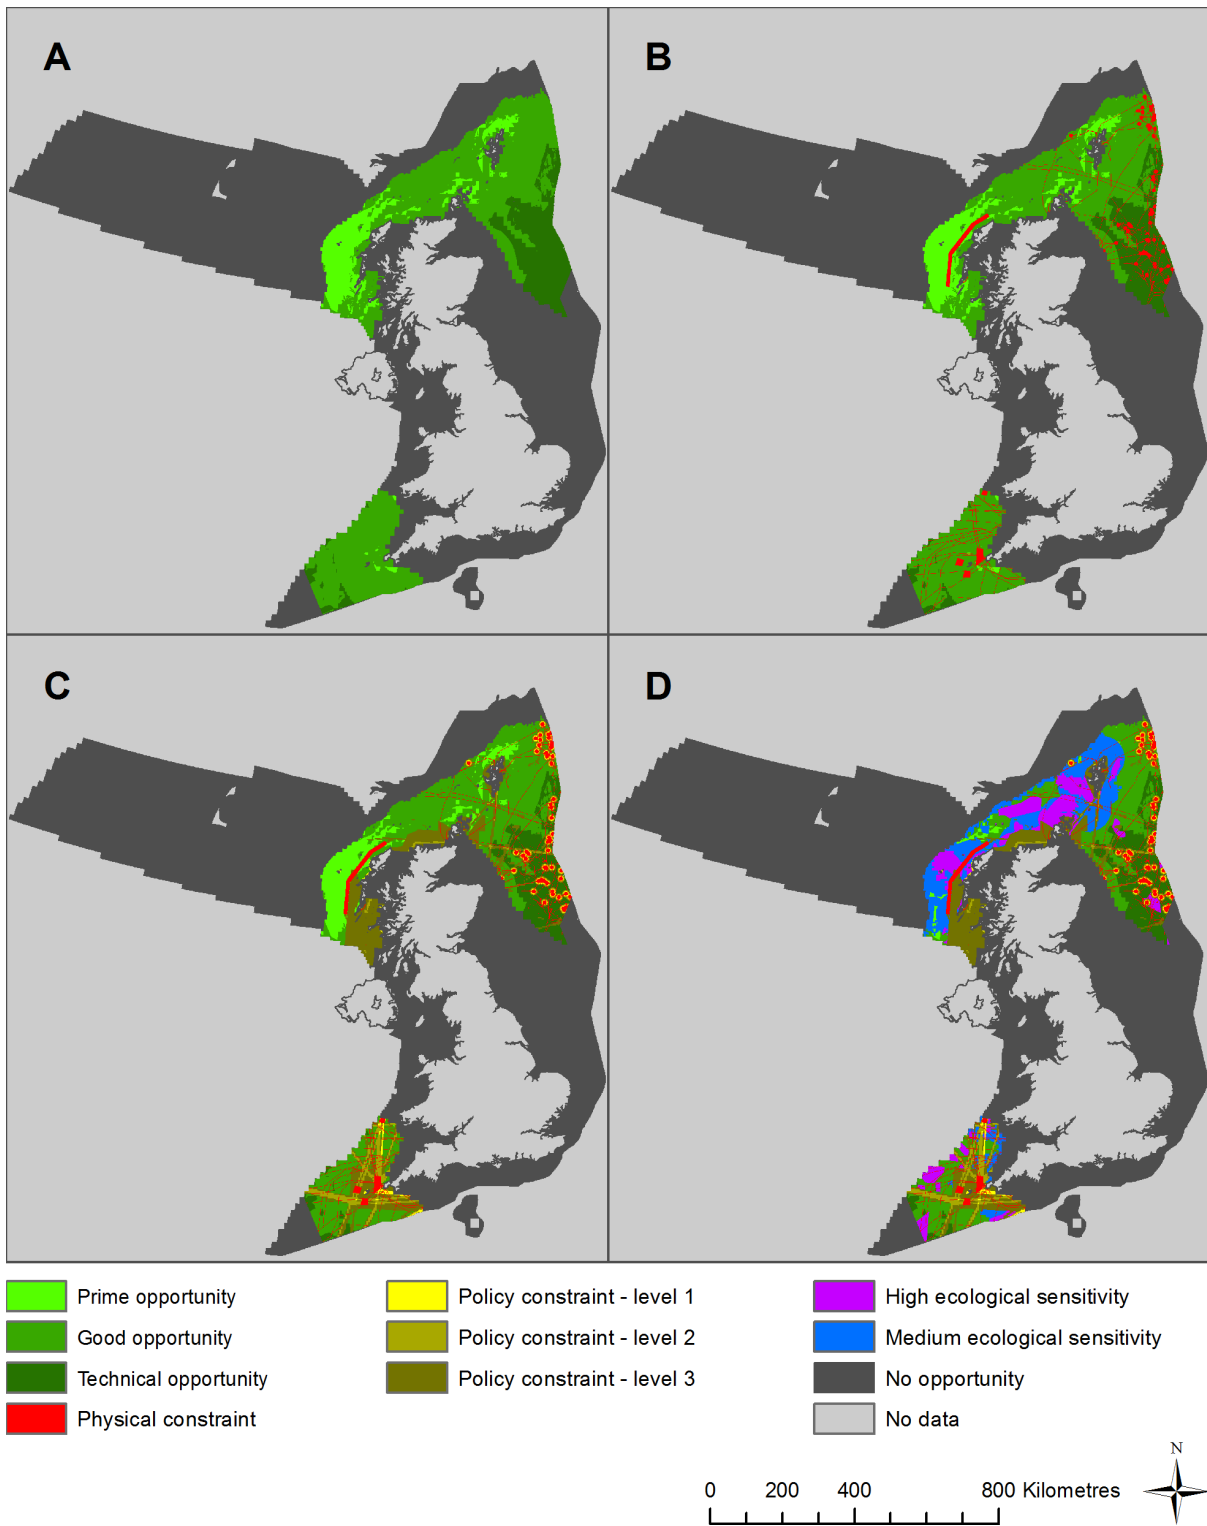 A
B
C
D
Prime opportunity
Good opportunity
Technical opportunity
Physical constraint
Policy constraint - level 1
Policy constraint - level 2
Policy constraint - level 3
High ecological sensitivity
Medium ecological sensitivity
No opportunity
No data
N
0 200 400 800 Kilometres